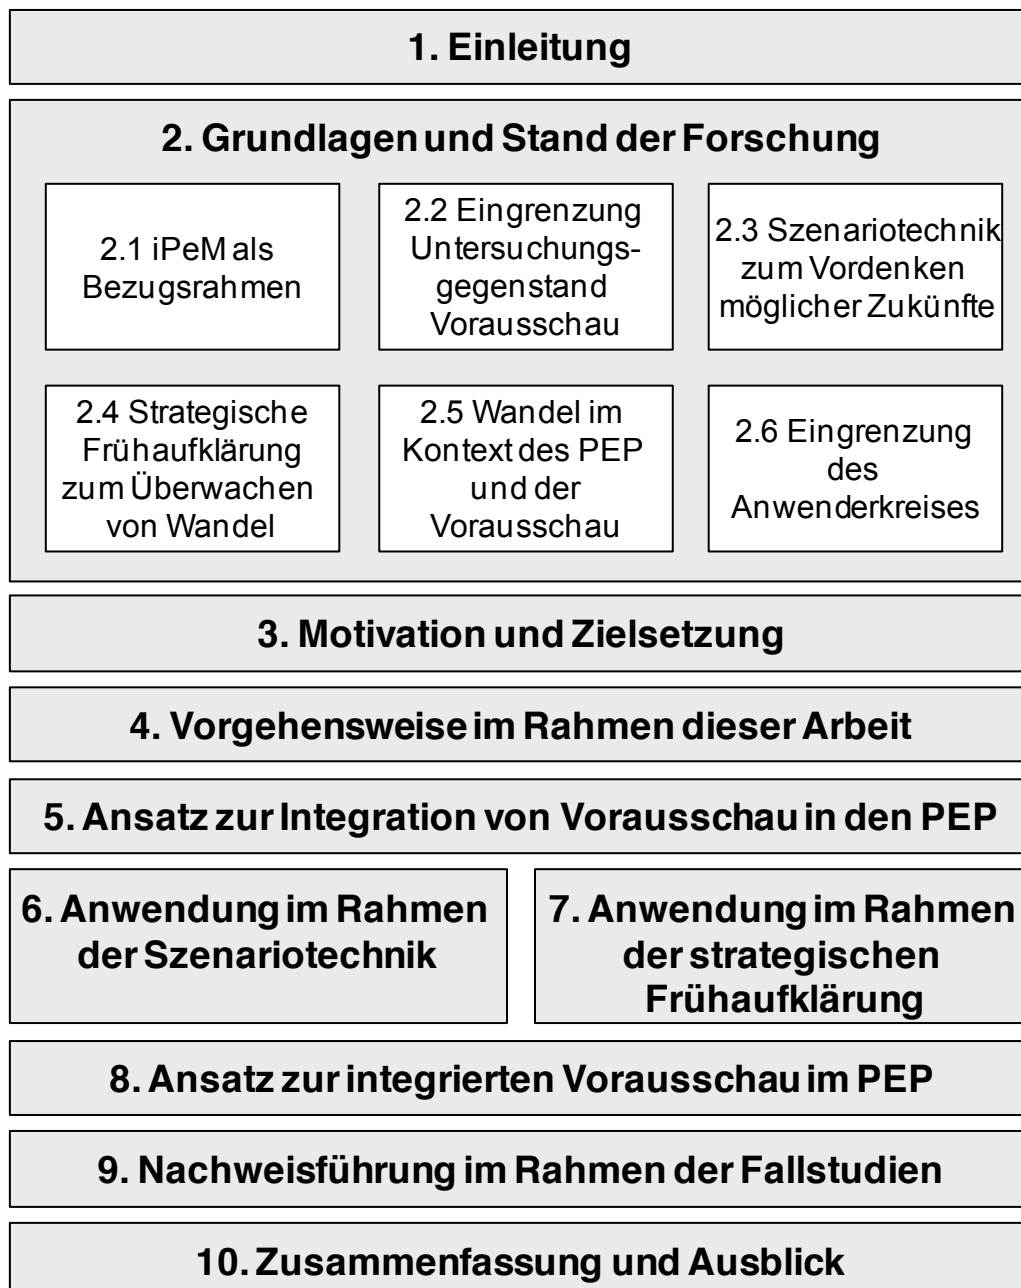 1. Einleitung
2. Grundlagen und Stand der Forschung
2.1 iPeM als
Bezugsrahmen
2.2 Eingrenzung
Untersuchungs-
gegenstand
Vorausschau
2.3 Szenariotechnik
zum Vordenken
möglicher Zukünfte
2.4 Strategische
Frühaufklärung
zum Überwachen
von Wandel
2.5 Wandel im
Kontext des PEP
und der
Vorausschau
2.6 Eingrenzung
des
Anwenderkreises
3. Motivation und Zielsetzung
4. Vorgehensweise im Rahmen dieser Arbeit
5. Ansatz zur Integration von Vorausschau in den PEP
6. Anwendung im Rahmen
der Szenariotechnik
7. Anwendung im Rahmen
der strategischen
Frühaufklärung
8. Ansatz zur integrierten Vorausschau im PEP
9. Nachweisführung im Rahmen der Fallstudien
10. Zusammenfassung und Ausblick